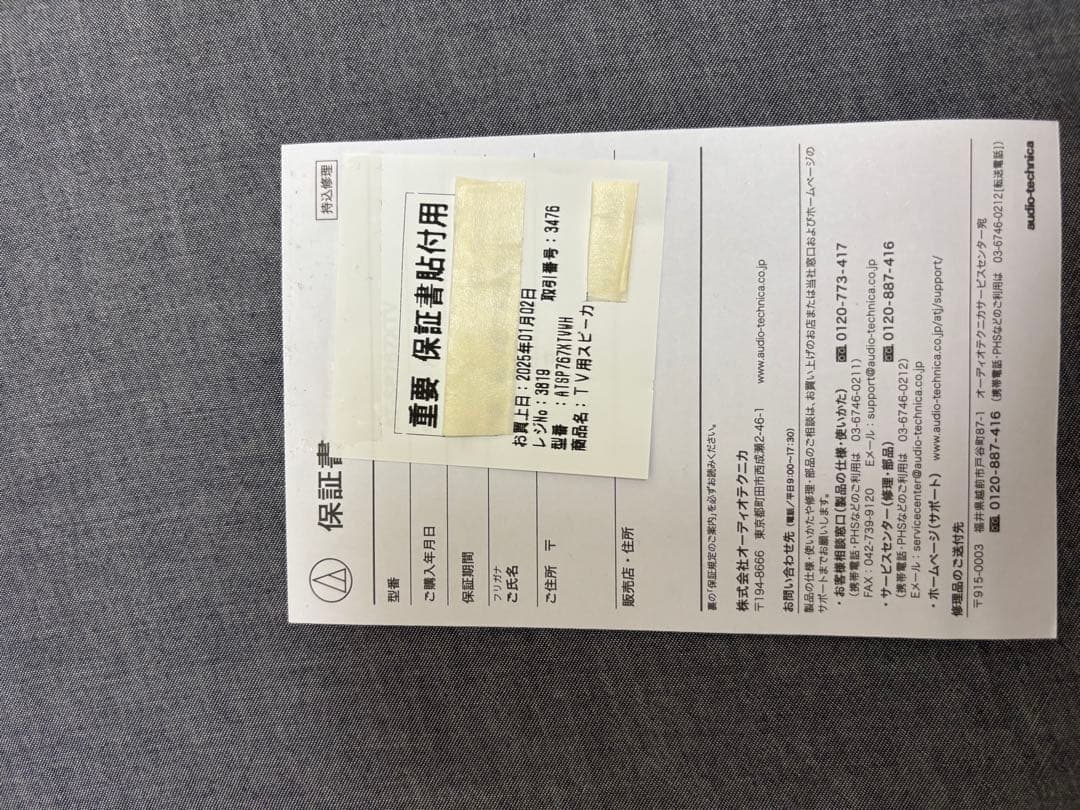 保証書
持込修理
重要 保証書貼付用
お買上日：2025年01月02日
レジNo：3819 取引番号：3476
型番 ：ATSP767XTVWH
商品名：ＴＶ用スピーカ
型番
ご購入年月日
保証期間
フリガナ
ご氏名
ご住所 〒
販売店・住所
裏の「保証規定のご案内」を必ずお読みください。
株式会社オーディオテクニカ
〒194-8666 東京都町田市西成瀬2-46-1 www.audio-technica.co.jp
お問い合わせ先（電話／平日9:00～17:30）
製品の仕様・使いかたや修理・部品のご相談は、お買い上げのお店または当社窓口およびホームページの
サポートまでお願いします。
・お客様相談窓口（製品の仕様・使いかた） 0120-773-417
（携帯電話・PHSなどのご利用は 03-6746-0211）
FAX：042-739-9120 Eメール：support@audio-technica.co.jp
・サービスセンター（修理・部品） 0120-887-416
（携帯電話・PHSなどのご利用は 03-6746-0212）
Eメール：servicecenter@audio-technica.co.jp
・ホームページ（サポート） www.audio-technica.co.jp/atj/support/
修理品のご送付先
〒915-0003 福井県越前市戸谷町87-1 オーディオテクニカサービスセンター宛
0120-887-416（携帯電話・PHSなどのご利用は 03-6746-0212［転送電話］）
audio-technica